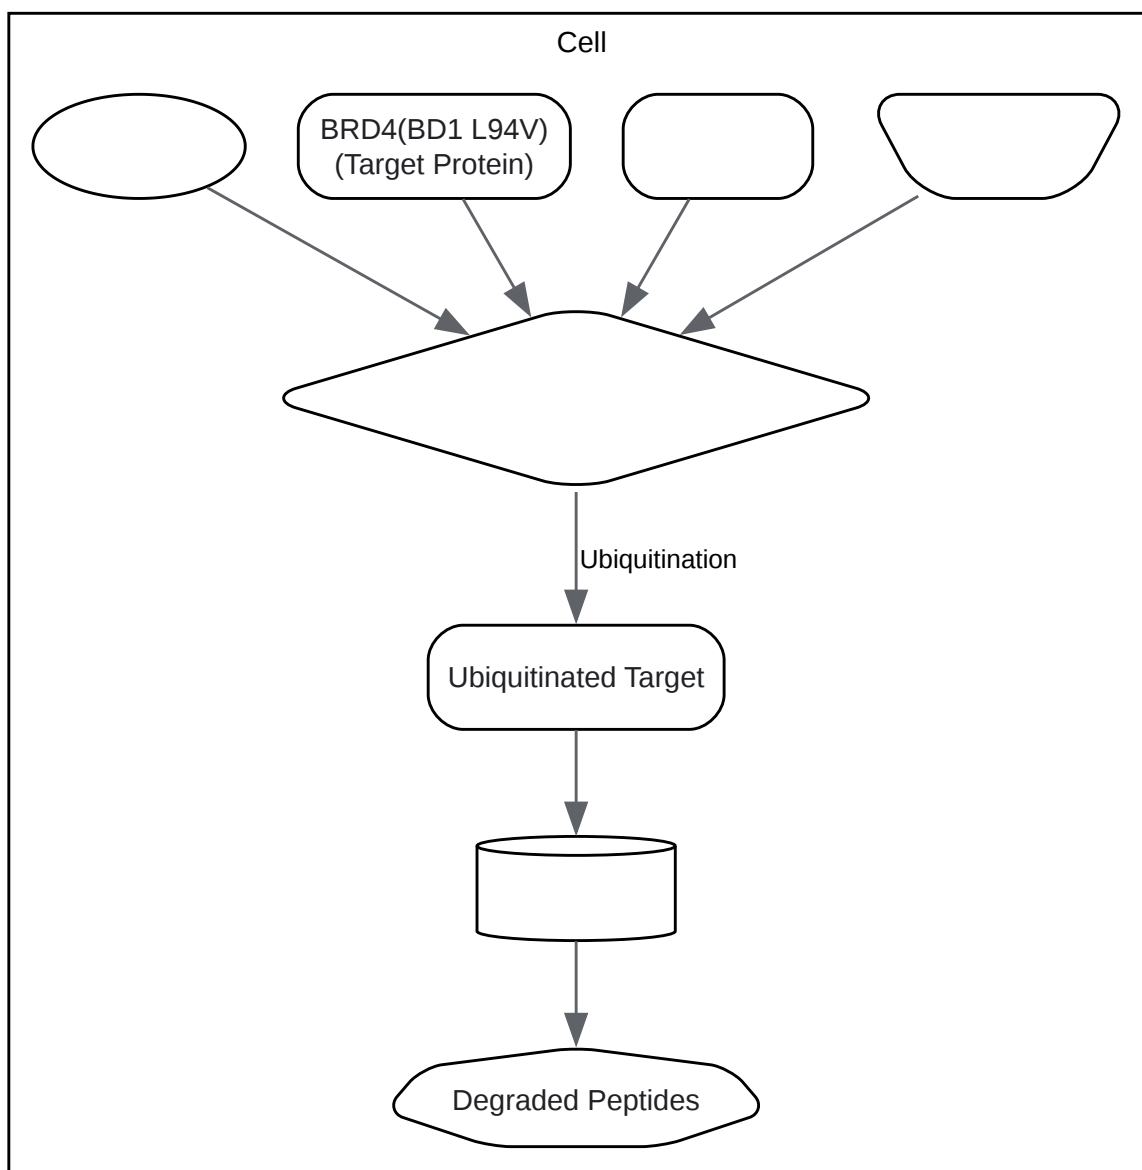 Cell
BRD4(BD1 L94V)
(Target Protein)
Ubiquitination
Ubiquitinated Target
Degraded Peptides